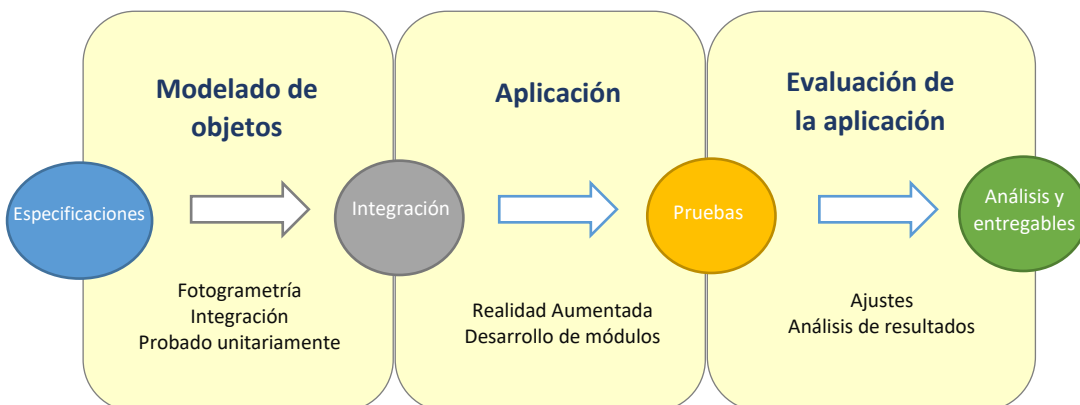 Modelado de
objetos
Aplicación
Evaluación de
la aplicación
Especificaciones
Integración
Pruebas
Análisis y
entregables
Fotogrametría
Integración
Probado unitariamente
Realidad Aumentada
Desarrollo de módulos
Ajustes
Análisis de resultados